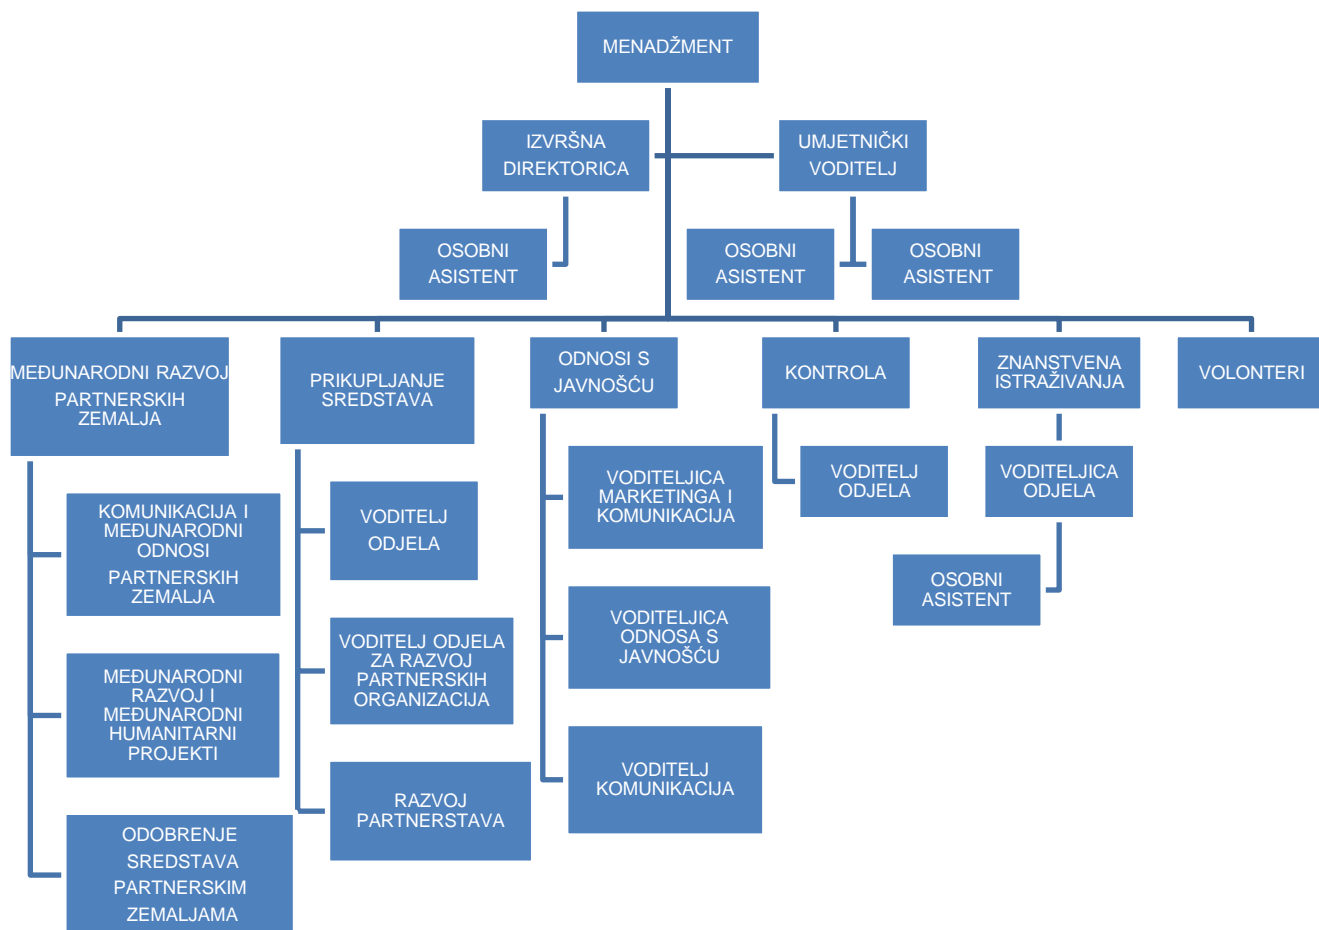 MENADŽMENT
IZVRŠNA
DIREKTORICA
UMJETNIČKI
VODITELJ
OSOBNI
ASISTENT
OSOBNI
ASISTENT
OSOBNI
ASISTENT
MEĐUNARODNI RAZVOJ
PARTNERSKIH
ZEMALJA
PRIKUPLJANJE
SREDSTAVA
ODNOSI S
JAVNOŠĆU
KONTROLA
ZNANSTVENA
ISTRAŽIVANJA
VOLONTERI
KOMUNIKACIJA I
MEĐUNARODNI
ODNOSI
PARTNERSKIH
ZEMALJA
MEĐUNARODNI
RAZVOJ I
MEĐUNARODNI
HUMANITARNI
PROJEKTI
ODOBRENJE
SREDSTAVA
PARTNERSKIM
ZEMALJAMA
VODITELJ
ODJELA
VODITELJ ODJELA
ZA RAZVOJ
PARTNERSKIH
ORGANIZACIJA
RAZVOJ
PARTNERSTAVA
VODITELJICA
MARKETINGA I
KOMUNIKACIJA
VODITELJICA
ODNOSA S
JAVNOŠĆU
VODITELJ
KOMUNIKACIJA
VODITELJ
ODJELA
VODITELJICA
ODJELA
OSOBNI
ASISTENT